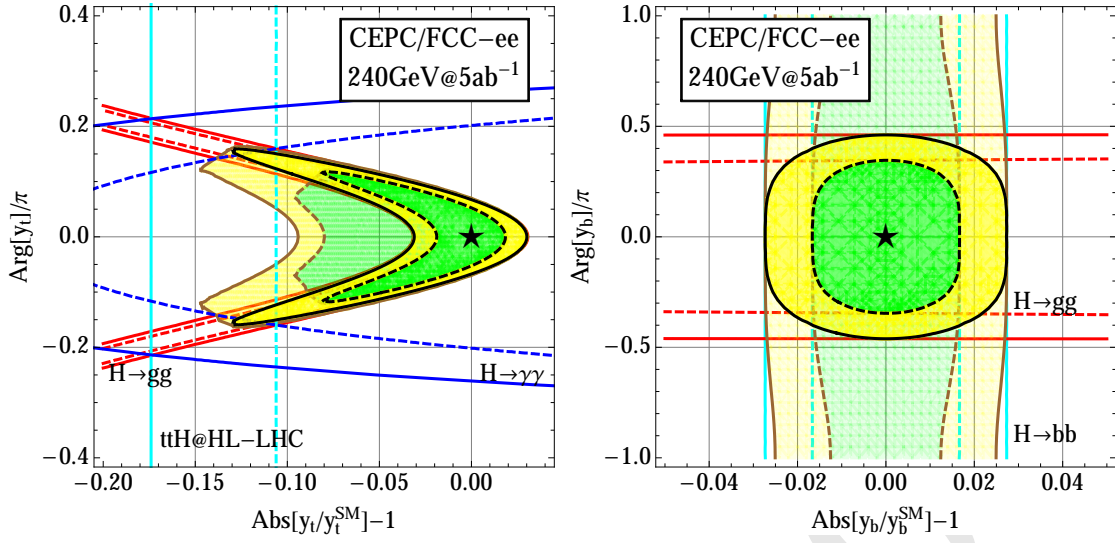 CEPC/FCC−ee
240GeV@5ab⁻¹
0.4
0.2
0.0
−0.2
−0.4
Arg[y_t]/π
H→gg
H→γγ
ttH@HL−LHC
−0.20
−0.15
−0.10
−0.05
0.00
Abs[y_t/y_t^SM]−1
CEPC/FCC−ee
240GeV@5ab⁻¹
1.0
0.5
0.0
−0.5
−1.0
Arg[y_b]/π
H→gg
H→bb
−0.04
−0.02
0.00
0.02
0.04
Abs[y_b/y_b^SM]−1